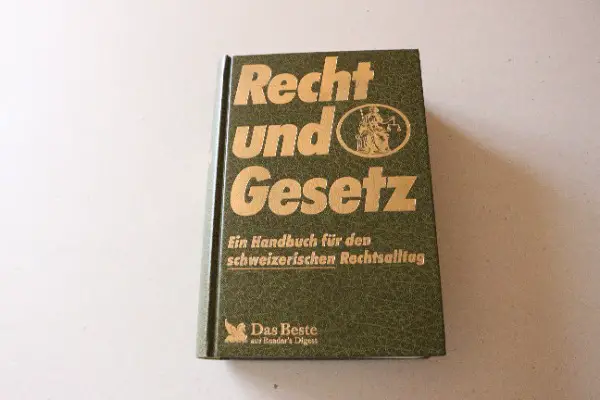 Recht
und
Gesetz
Ein Handbuch für den
schweizerischen Rechtsalltag
Das Beste
aus Reader's Digest